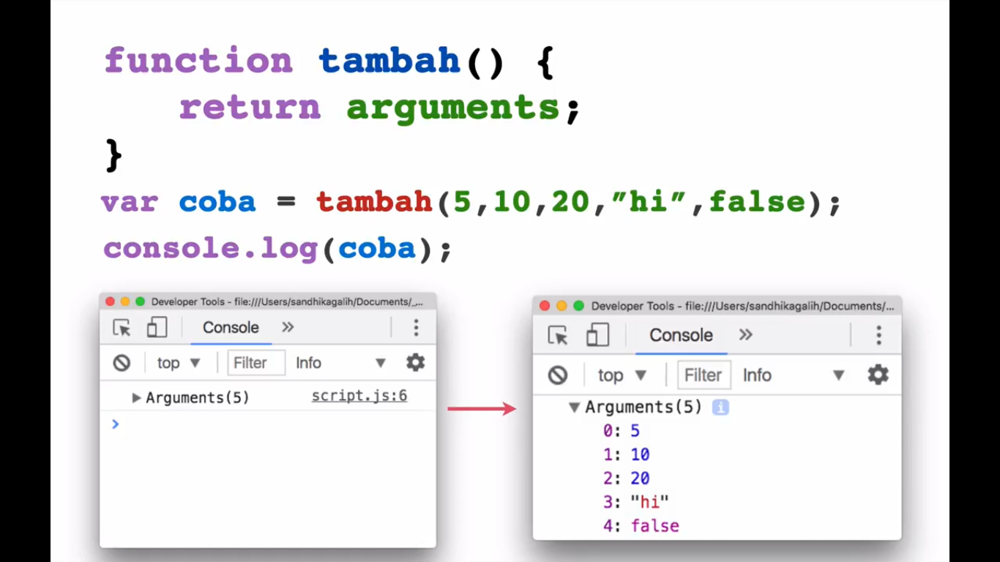 function tambah() {
return arguments;
}
var coba = tambah(5,10,20,"hi",false);
console.log(coba);
Developer Tools - file:///Users/sandhikagalih/Documents/_...
Console »
top ▼ Filter Info ▼
▶ Arguments(5) script.js:6
>
Developer Tools - file:///Users/sandhikagalih/Documents/...
Console »
top ▼ Filter Info ▼
▼ Arguments(5) i
0: 5
1: 10
2: 20
3: "hi"
4: false